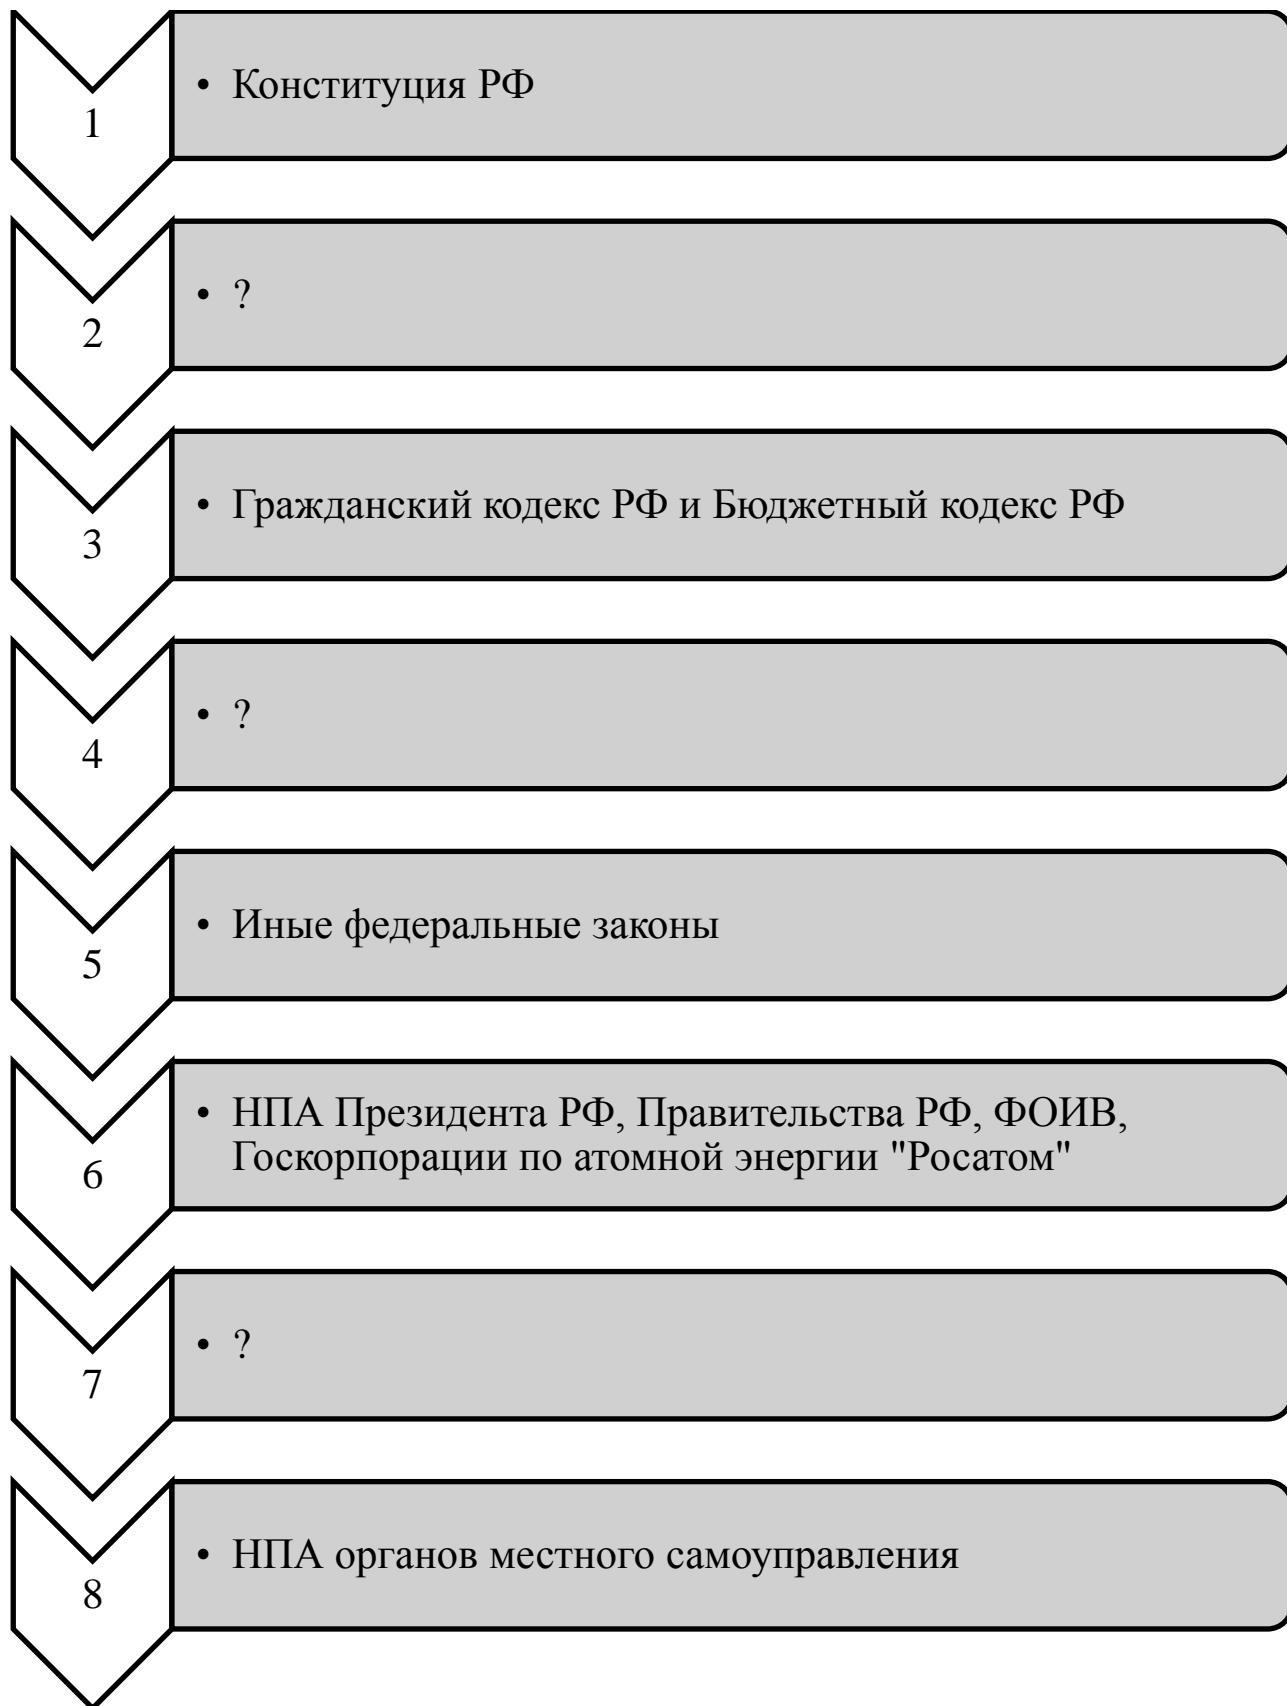 1
• Конституция РФ
2
• ?
3
• Гражданский кодекс РФ и Бюджетный кодекс РФ
4
• ?
5
• Иные федеральные законы
6
• НПА Президента РФ, Правительства РФ, ФОИВ,
Госкорпорации по атомной энергии "Росатом"
7
• ?
8
• НПА органов местного самоуправления